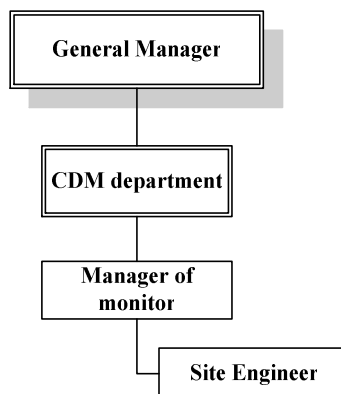 General Manager
CDM department
Manager of
monitor
Site Engineer